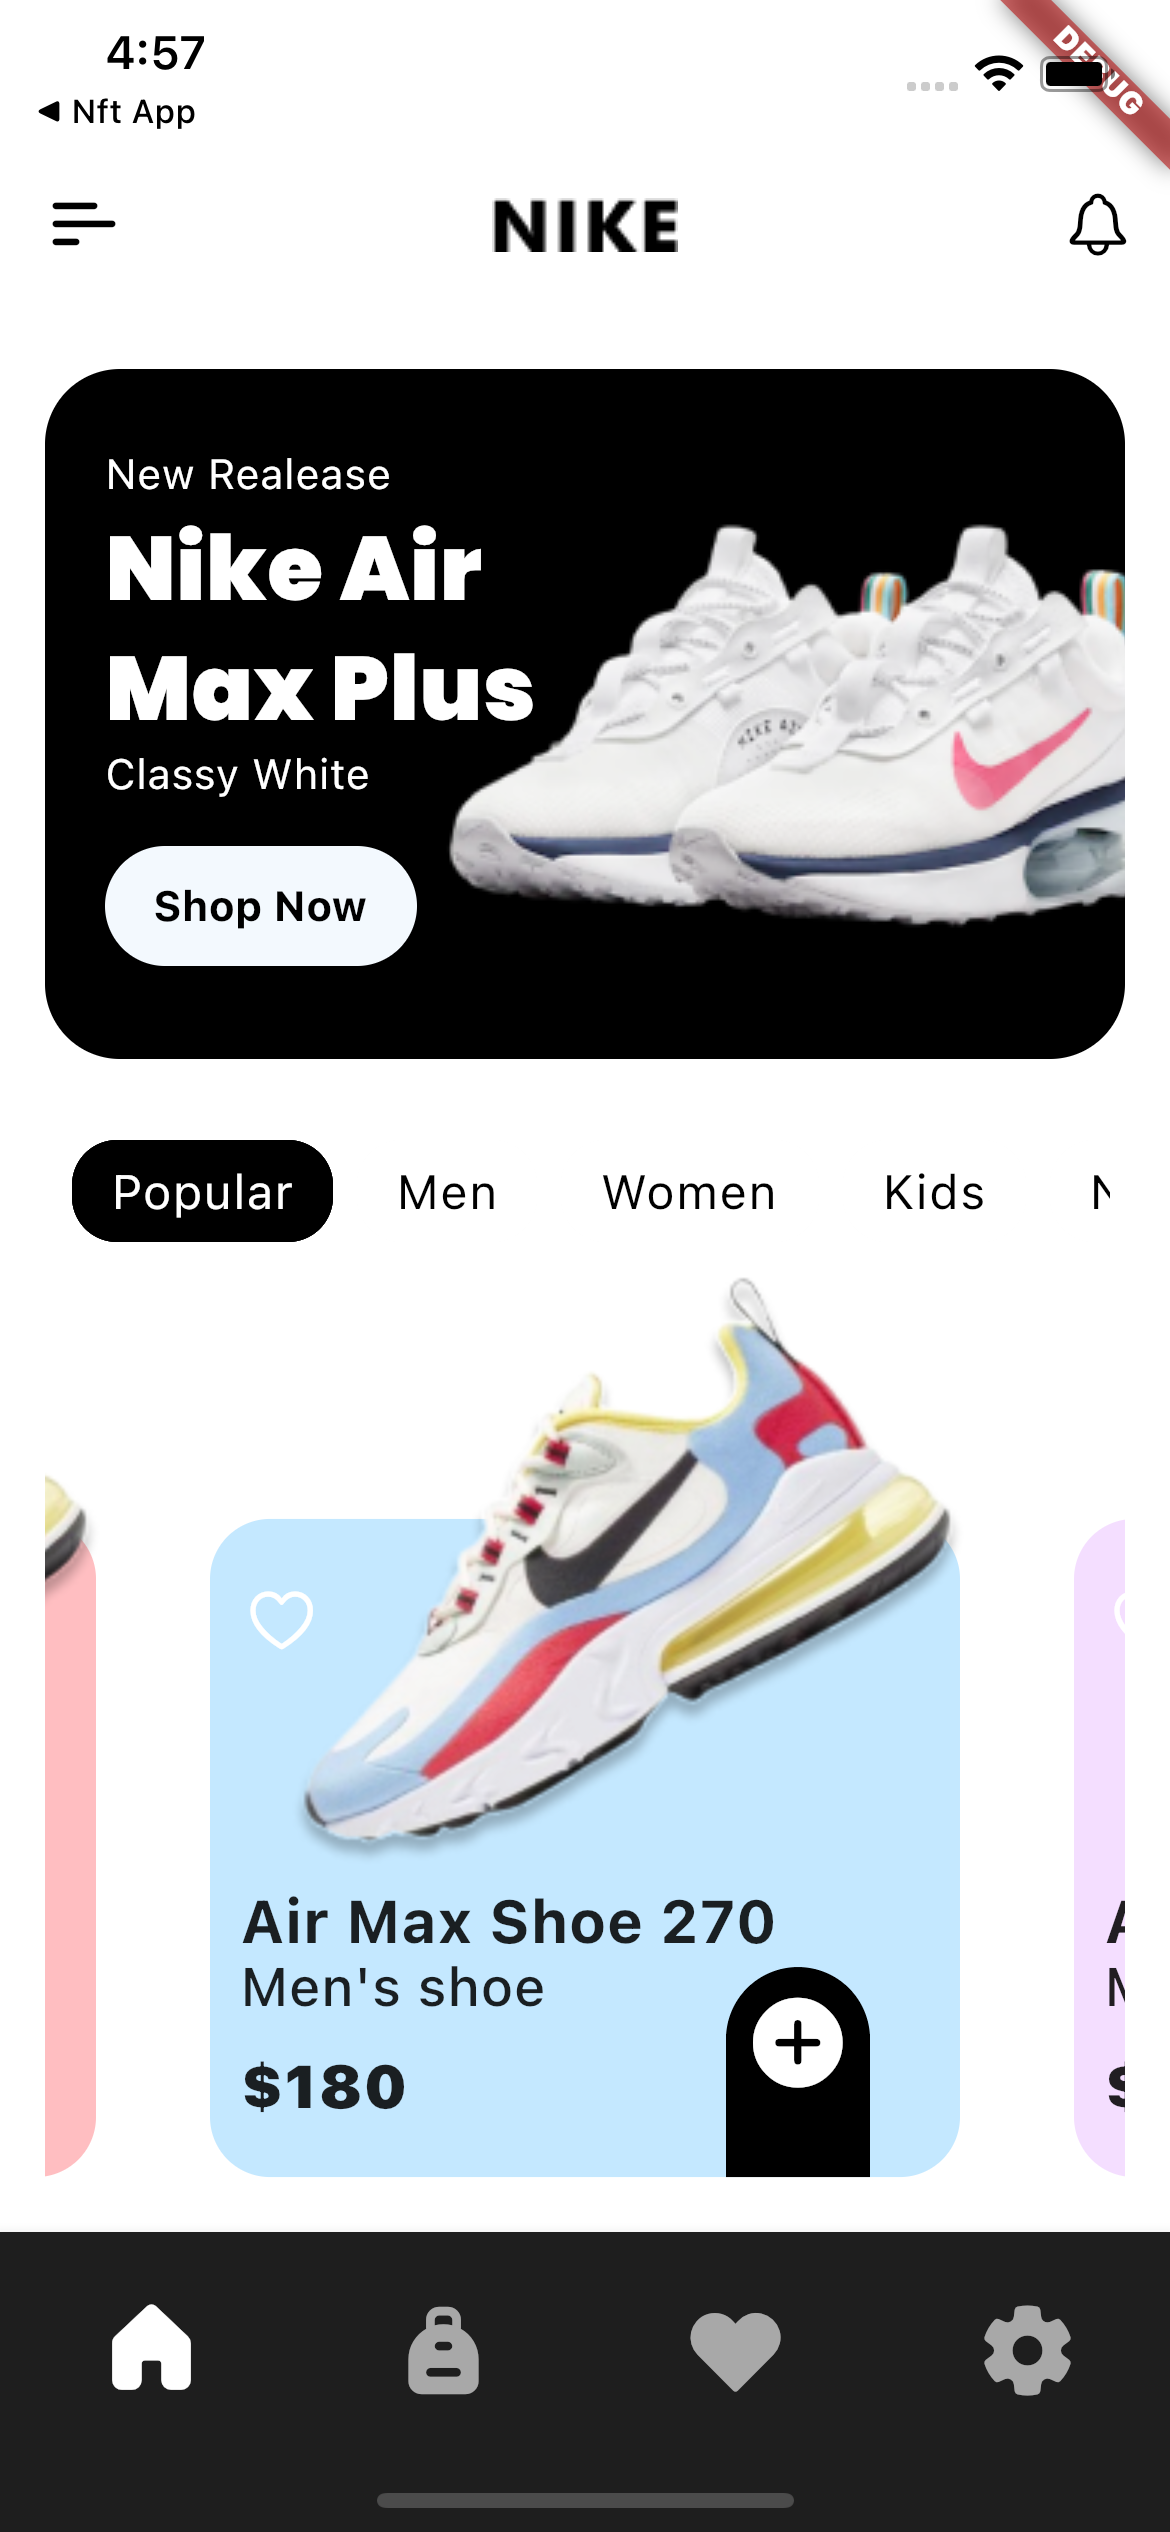 4:57
DEBUG
◀ Nft App
NIKE
New Realease
Nike Air
Max Plus
Classy White
Shop Now
Popular
Men
Women
Kids
N
Air Max Shoe 270
Men's shoe
$180